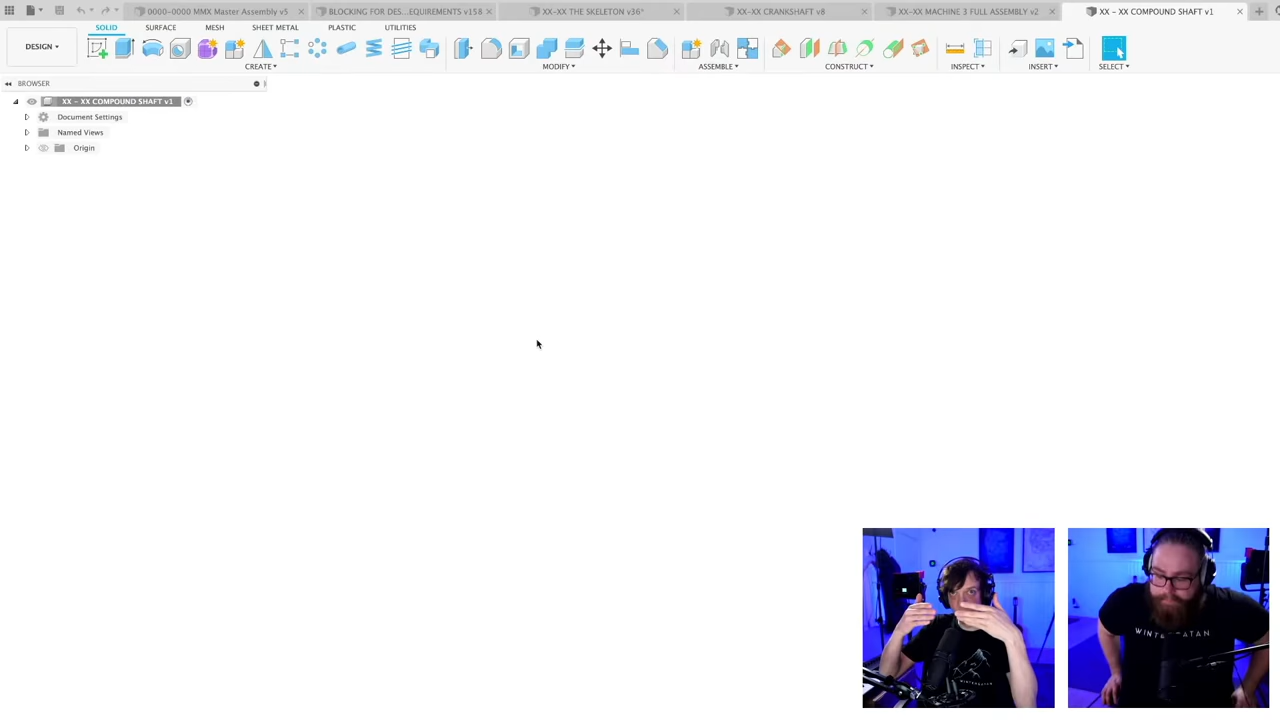 0000-0000 MMX Master Assembly v5
BLOCKING FOR DES...EQUIREMENTS v158
XX-XX THE SKELETON v36*
XX-XX CRANKSHAFT v8
XX-XX MACHINE 3 FULL ASSEMBLY v2
XX - XX COMPOUND SHAFT v1
SOLID
SURFACE
MESH
SHEET METAL
PLASTIC
UTILITIES
DESIGN
CREATE
MODIFY
ASSEMBLE
CONSTRUCT
INSPECT
INSERT
SELECT
BROWSER
XX - XX COMPOUND SHAFT v1
Document Settings
Named Views
Origin